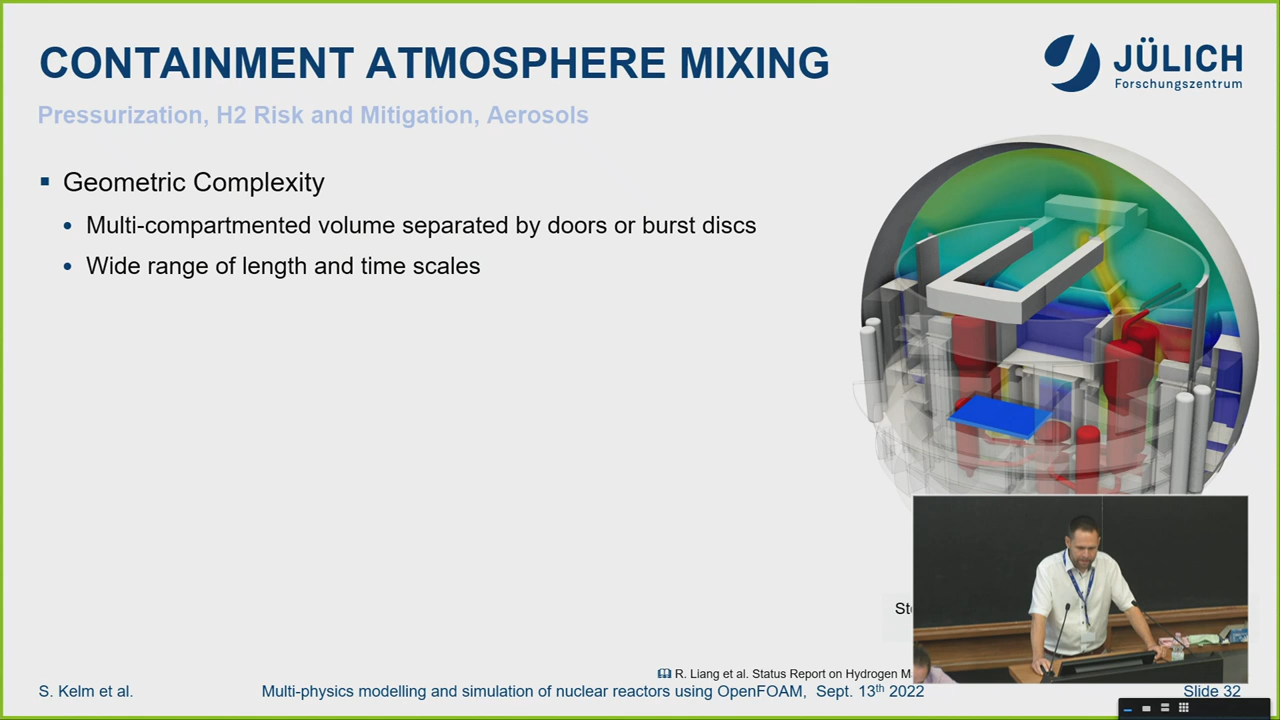 CONTAINMENT ATMOSPHERE MIXING
JÜLICH
Forschungszentrum
Pressurization, H2 Risk and Mitigation, Aerosols
Geometric Complexity
Multi-compartmented volume separated by doors or burst discs
Wide range of length and time scales
R. Liang et al. Status Report on Hydrogen
S. Kelm et al.
Multi-physics modelling and simulation of nuclear reactors using OpenFOAM, Sept. 13th 2022
Slide 32